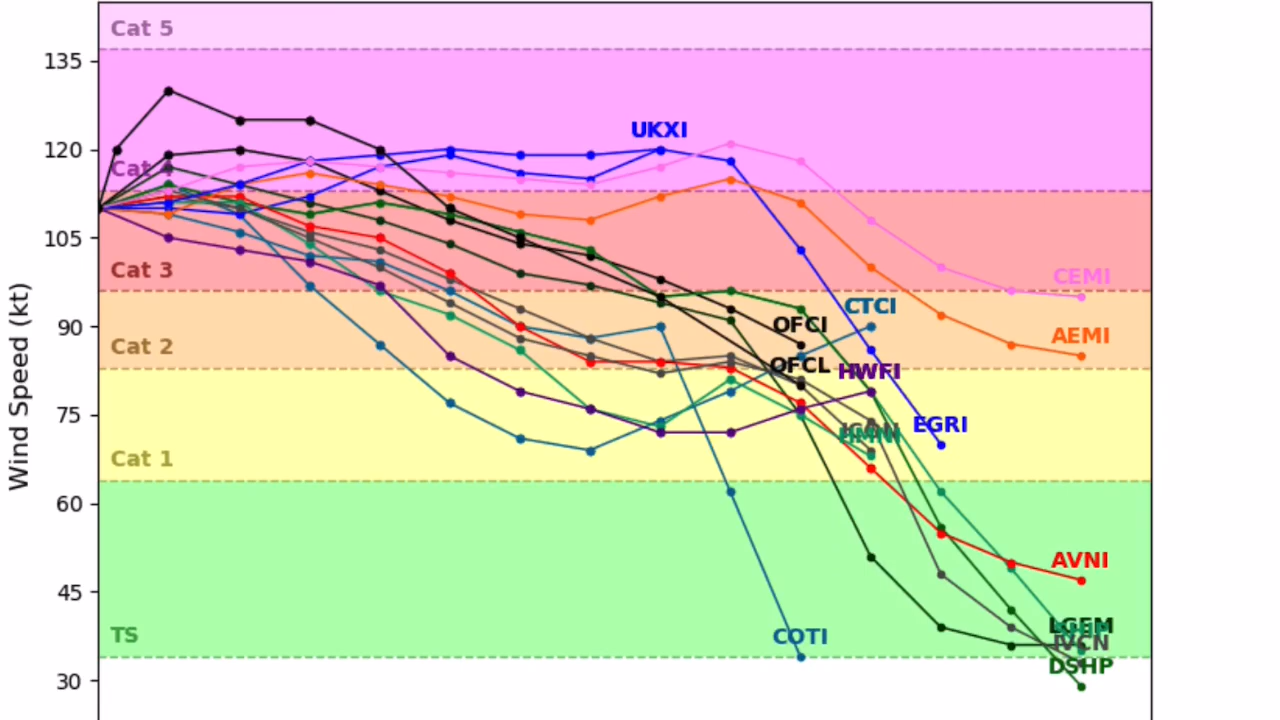 Cat 5
135
UKXI
120
Cat
105
Cat 3
CEMI
CTCI
90
OFCI
AEMI
Cat 2
OFCL
HWFI
75
EGRI
HMNI
Cat 1
60
AVNI
45
LGEM
TS
COTI
IVCN
DSHP
30
Wind Speed (kt)